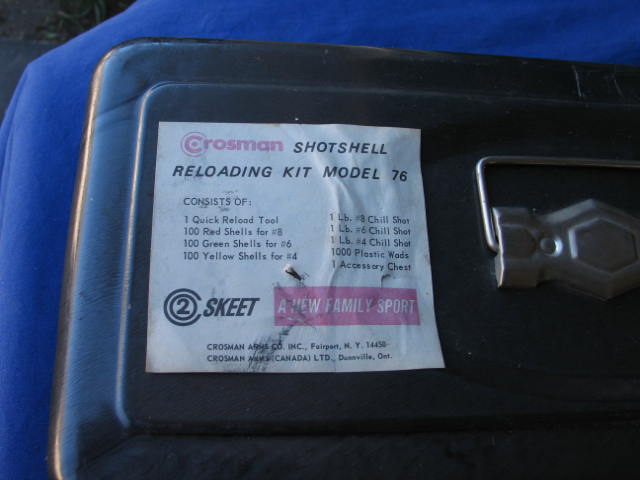 Crosman SHOTSHELL
RELOADING KIT MODEL 76
CONSISTS OF:
1 Quick Reload Tool
100 Red Shells for #8
100 Green Shells for #6
100 Yellow Shells for #4
1 Lb. #8 Chill Shot
1 Lb. #6 Chill Shot
1 Lb. #4 Chill Shot
1000 Plastic Wads
1 Accessory Chest
2 SKEET
A NEW FAMILY SPORT
CROSMAN ARMS CO. INC., Fairport, N. Y. 14450
CROSMAN ARMS (CANADA) LTD., Dunnville, Ont.